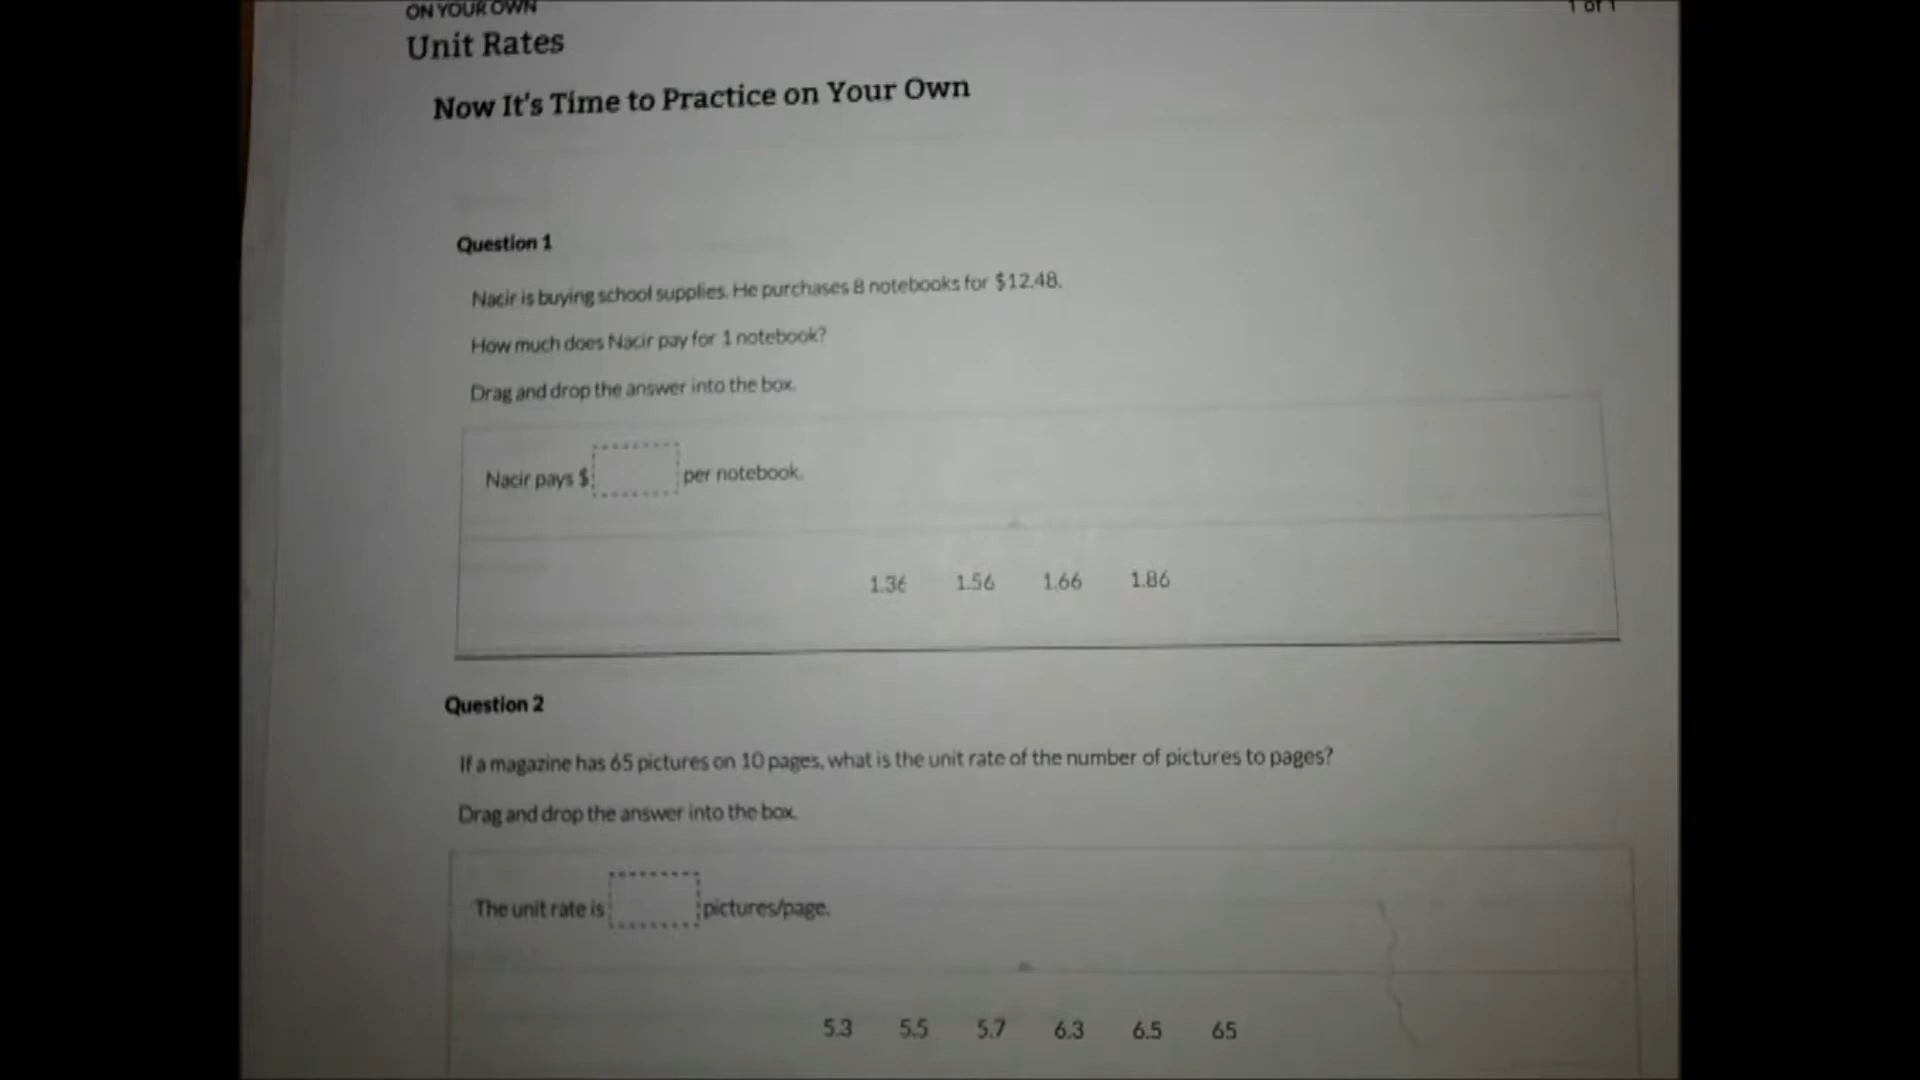 ON YOUR OWN
1 of 1
Unit Rates
Now It's Time to Practice on Your Own
Question 1
Nacir is buying school supplies. He purchases 8 notebooks for $12.48.
How much does Nacir pay for 1 notebook?
Drag and drop the answer into the box.
Nacir pays $ per notebook.
1.36 1.56 1.66 1.86
Question 2
If a magazine has 65 pictures on 10 pages, what is the unit rate of the number of pictures to pages?
Drag and drop the answer into the box.
The unit rate is pictures/page.
5.3 5.5 5.7 6.3 6.5 65